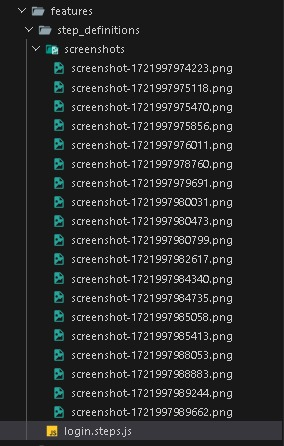 features
step_definitions
screenshots
screenshot-1721997974223.png
screenshot-1721997975118.png
screenshot-1721997975470.png
screenshot-1721997975856.png
screenshot-1721997976011.png
screenshot-1721997978760.png
screenshot-1721997979691.png
screenshot-1721997980031.png
screenshot-1721997980473.png
screenshot-1721997980799.png
screenshot-1721997982617.png
screenshot-1721997984340.png
screenshot-1721997984735.png
screenshot-1721997985058.png
screenshot-1721997985413.png
screenshot-1721997988053.png
screenshot-1721997988883.png
screenshot-1721997989244.png
screenshot-1721997989662.png
JS login.steps.js